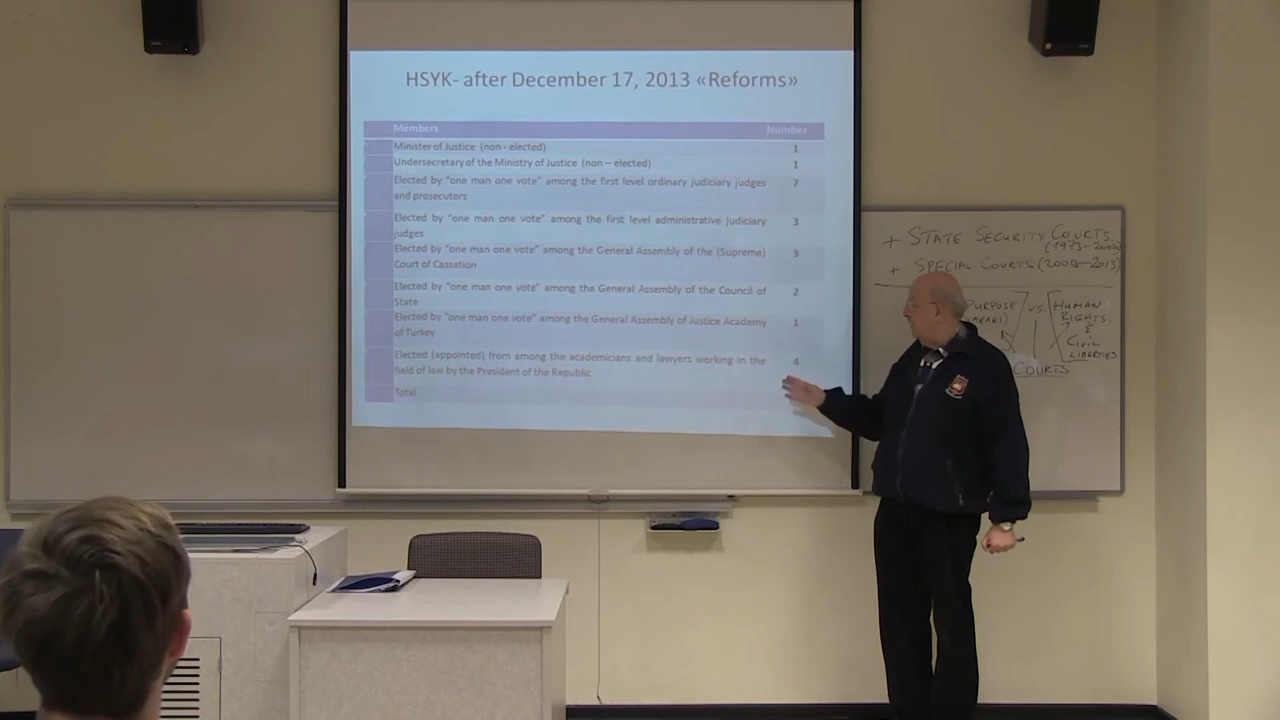 HSYK- after December 17, 2013 «Reforms»
Members Number
Minister of Justice (non - elected) 1
Undersecretary of the Ministry of Justice (non – elected) 1
Elected by "one man one vote" among the first level ordinary judiciary judges 7
and prosecutors
Elected by "one man one vote" among the first level administrative judiciary 3
judges
Elected by "one man one vote" among the General Assembly of the (Supreme) 3
Court of Cassation
Elected by "one man one vote" among the General Assembly of the Council of 2
State
Elected by "one man one vote" among the General Assembly of Justice Academy 1
of Turkey
Elected (appointed) from among the academicians and lawyers working in the 4
field of law by the President of the Republic
Total
+ STATE SECURITY COURTS
+ SPECIAL COURTS (2008-2013)
PURPOSE VS. HUMAN
RIGHTS
&
CIVIL
LIBERTIES
COURTS